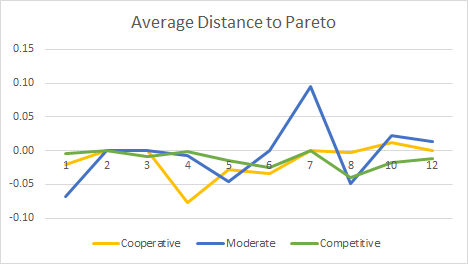 Average Distance to Pareto
0.15
0.10
0.05
0.00
-0.05
-0.10
1 2 3 4 5 6 7 8 10 12
Cooperative Moderate Competitive